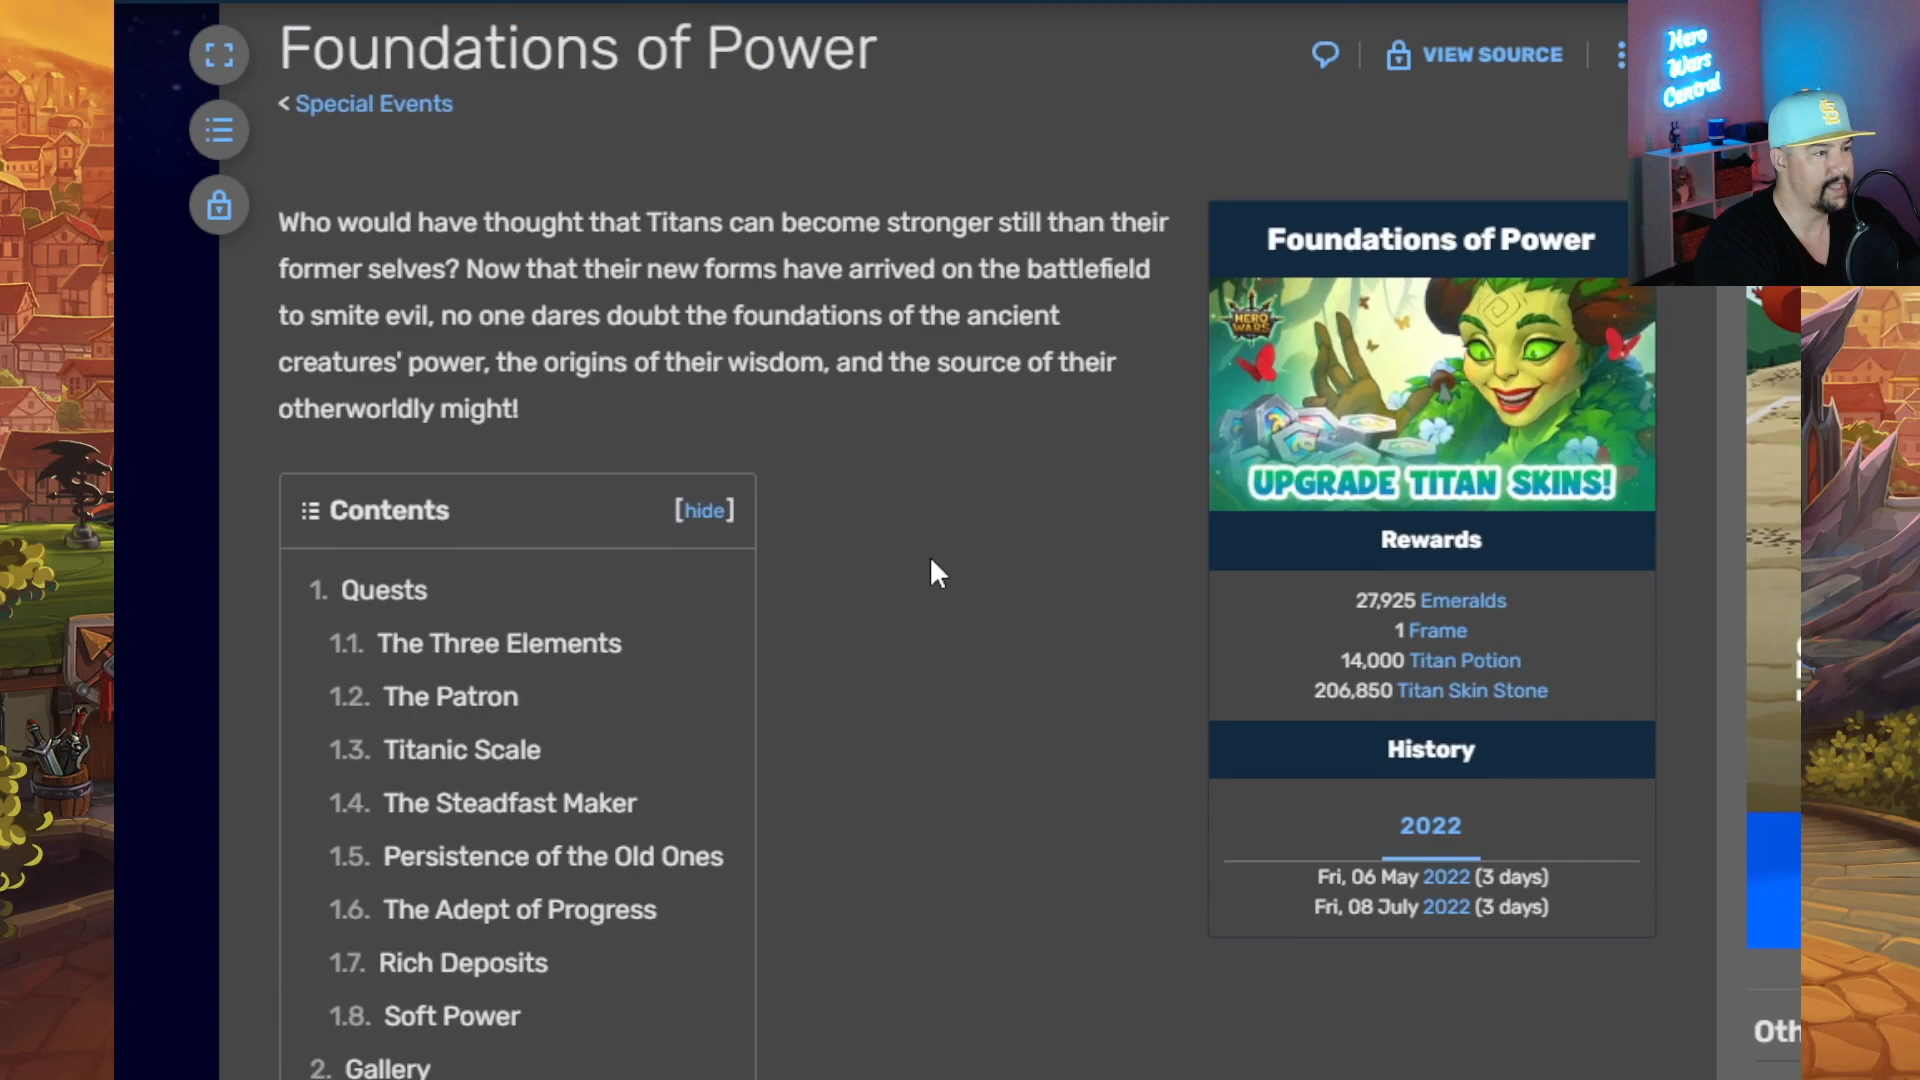 Foundations of Power
VIEW SOURCE
< Special Events
Who would have thought that Titans can become stronger still than their
former selves? Now that their new forms have arrived on the battlefield
to smite evil, no one dares doubt the foundations of the ancient
creatures' power, the origins of their wisdom, and the source of their
otherworldly might!
Contents [hide]
1. Quests
1.1. The Three Elements
1.2. The Patron
1.3. Titanic Scale
1.4. The Steadfast Maker
1.5. Persistence of the Old Ones
1.6. The Adept of Progress
1.7. Rich Deposits
1.8. Soft Power
2. Gallery
Foundations of Power
HERO
WARS
UPGRADE TITAN SKINS!
Rewards
27,925 Emeralds
1 Frame
14,000 Titan Potion
206,850 Titan Skin Stone
History
2022
Fri, 06 May 2022 (3 days)
Fri, 08 July 2022 (3 days)
Hero
Wars
Central
Oth